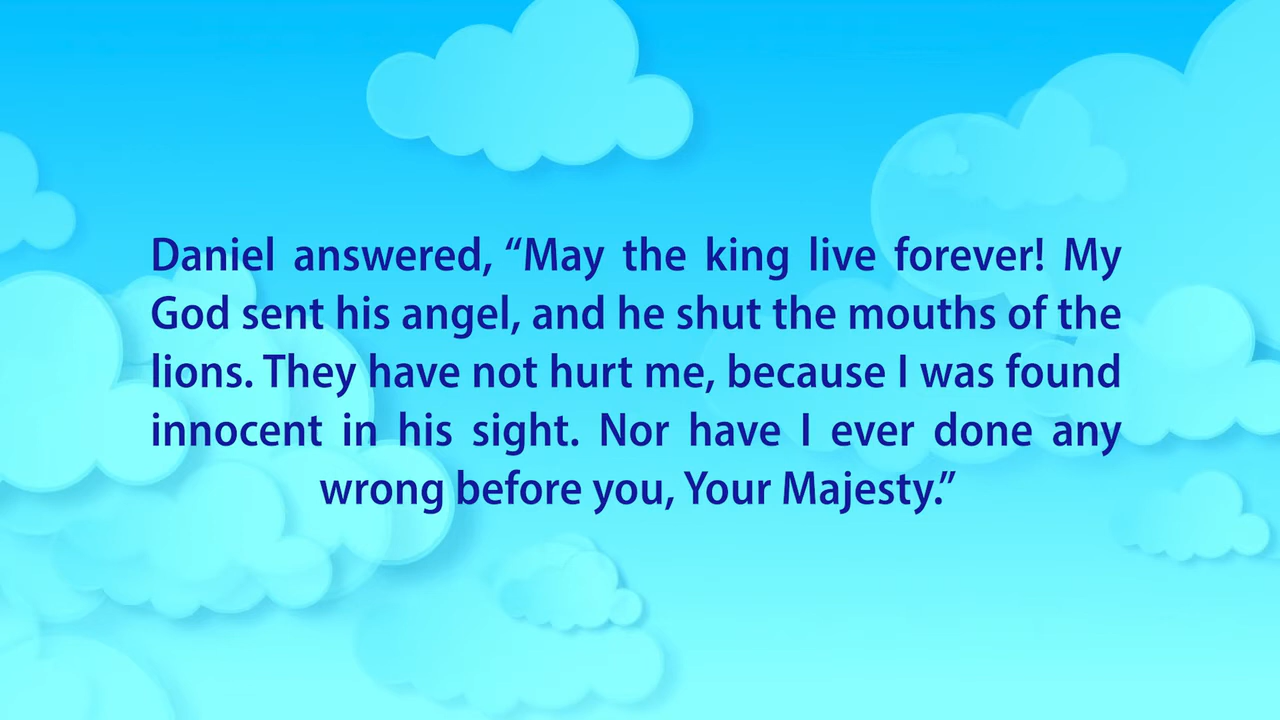 Daniel answered, “May the king live forever! My
God sent his angel, and he shut the mouths of the
lions. They have not hurt me, because I was found
innocent in his sight. Nor have I ever done any
wrong before you, Your Majesty.”